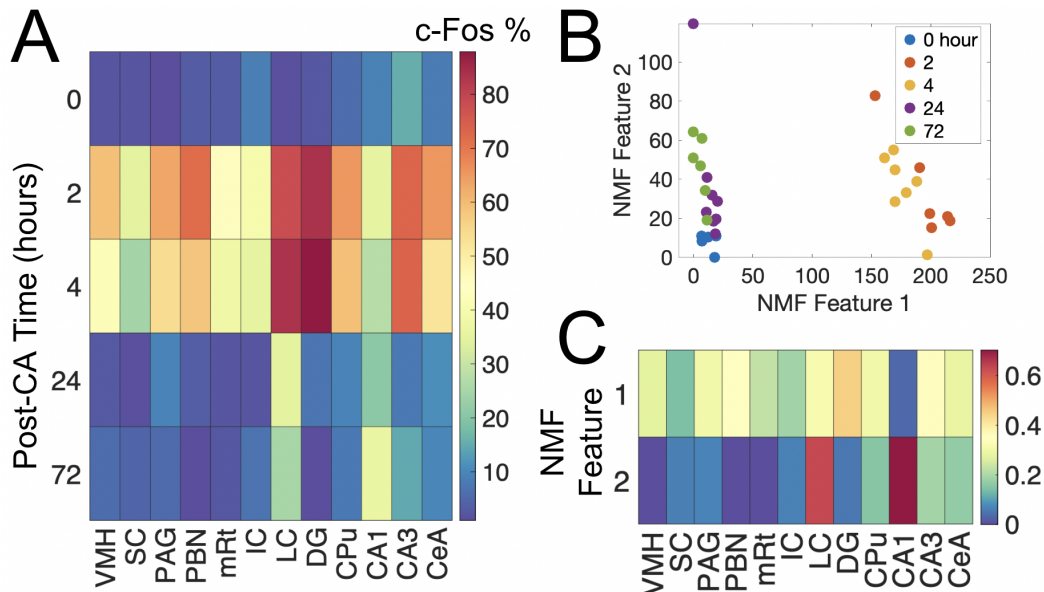 A
c-Fos %
Post-CA Time (hours)
0
2
4
24
72
80
70
60
50
40
30
20
10
VMH
SC
PAG
PBN
mRt
IC
LC
DG
CPu
CA1
CA3
CeA
B
NMF Feature 2
100
80
60
40
20
0
0 hour
2
4
24
72
0
50
100
150
200
250
NMF Feature 1
C
NMF
Feature
1
2
0.6
0.4
0.2
0
VMH
SC
PAG
PBN
mRt
IC
LC
DG
CPu
CA1
CA3
CeA